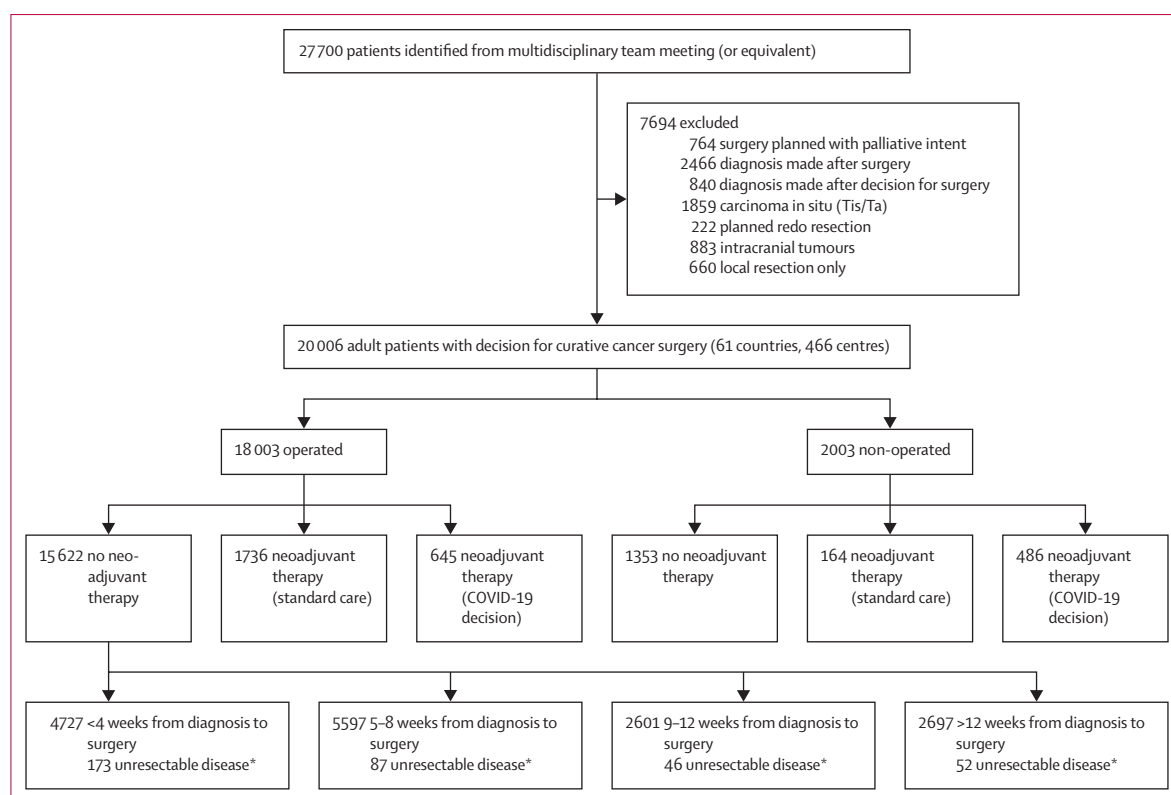 27 700 patients identified from multidisciplinary team meeting (or equivalent)
7694 excluded
764 surgery planned with palliative intent
2466 diagnosis made after surgery
840 diagnosis made after decision for surgery
1859 carcinoma in situ (Tis/Ta)
222 planned redo resection
883 intracranial tumours
660 local resection only
20 006 adult patients with decision for curative cancer surgery (61 countries, 466 centres)
18 003 operated
2003 non-operated
15 622 no neo-
adjuvant
therapy
1736 neoadjuvant
therapy
(standard care)
645 neoadjuvant
therapy
(COVID-19
decision)
1353 no neoadjuvant
therapy
164 neoadjuvant
therapy
(standard care)
486 neoadjuvant
therapy
(COVID-19
decision)
4727 <4 weeks from diagnosis to
surgery
173 unresectable disease*
5597 5–8 weeks from diagnosis to
surgery
87 unresectable disease*
2601 9–12 weeks from diagnosis to
surgery
46 unresectable disease*
2697 >12 weeks from diagnosis to
surgery
52 unresectable disease*